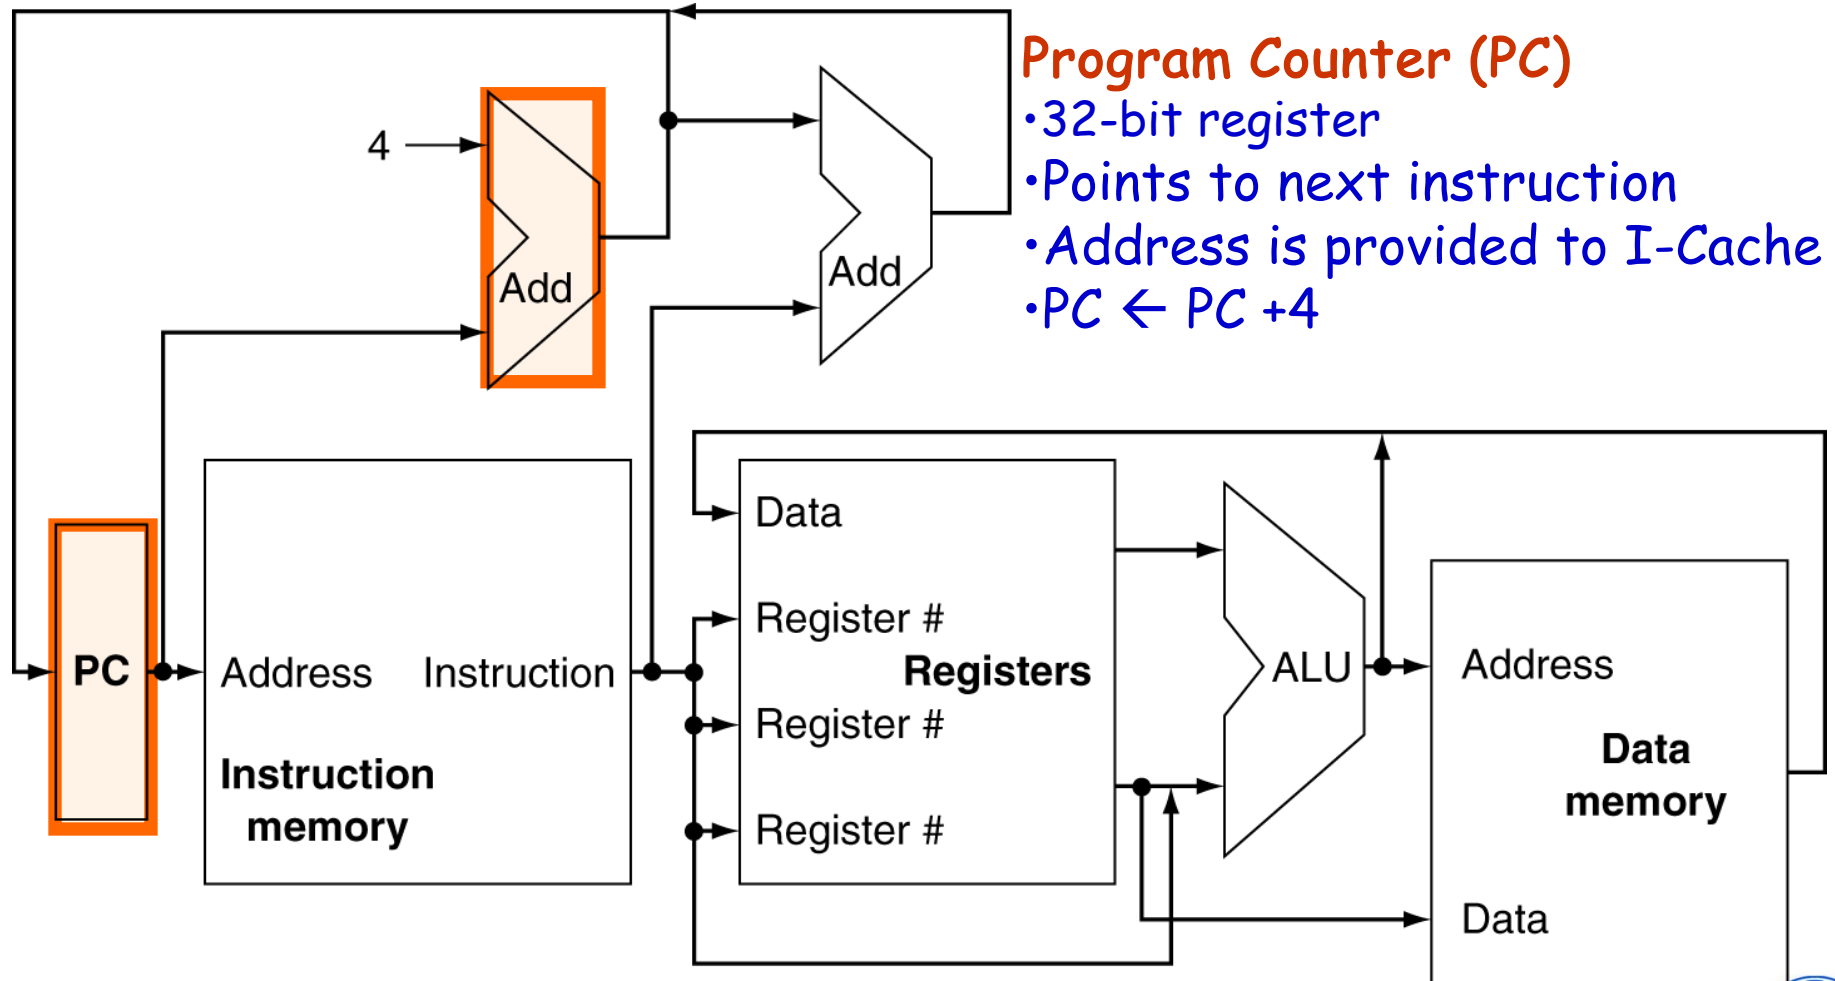 Program Counter (PC)
•32-bit register
•Points to next instruction
•Address is provided to I-Cache
•PC ← PC +4
4
Add
Add
Data
Register #
PC
Address
Instruction
Registers
ALU
Address
Register #
Instruction
memory
Data
memory
Register #
Data